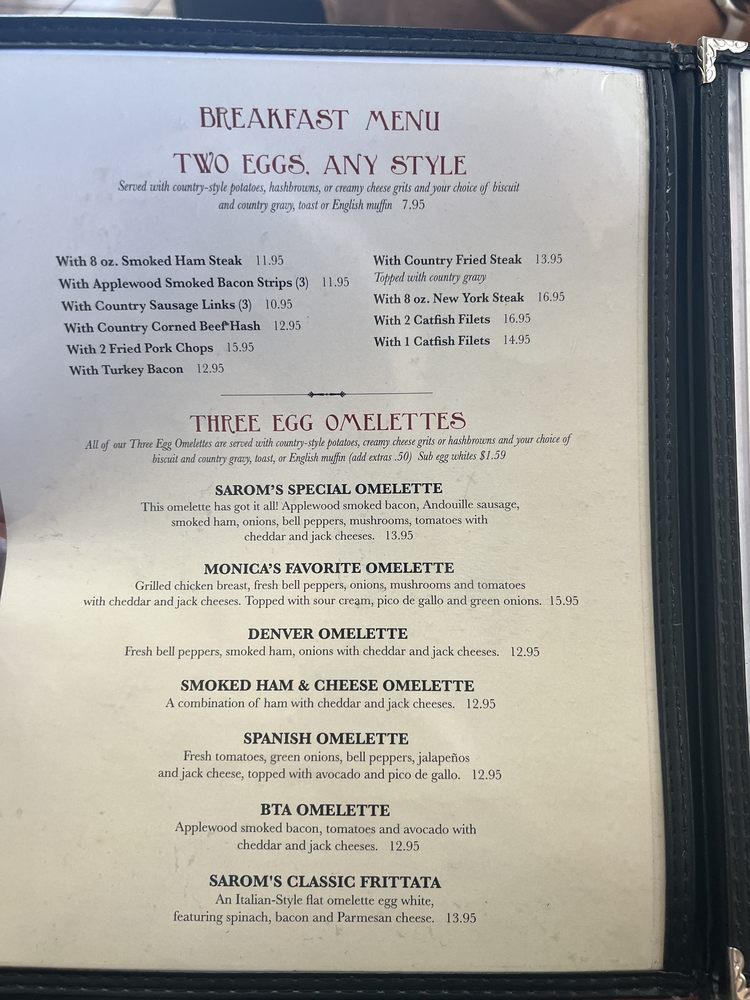 BREAKFAST MENU
TWO EGGS, ANY STYLE
Served with country-style potatoes, hashbrowns, or creamy cheese grits and your choice of biscuit
and country gravy, toast or English muffin 7.95
With 8 oz. Smoked Ham Steak 11.95
With Applewood Smoked Bacon Strips (3) 11.95
With Country Sausage Links (3) 10.95
With Country Corned Beef Hash 12.95
With 2 Fried Pork Chops 15.95
With Turkey Bacon 12.95
With Country Fried Steak 13.95
Topped with country gravy
With 8 oz. New York Steak 16.95
With 2 Catfish Filets 16.95
With 1 Catfish Filets 14.95
THREE EGG OMELETTES
All of our Three Egg Omelettes are served with country-style potatoes, creamy cheese grits or hashbrowns and your choice of
biscuit and country gravy, toast, or English muffin (add extras .50) Sub egg whites $1.59
SAROM'S SPECIAL OMELETTE
This omelette has got it all! Applewood smoked bacon, Andouille sausage,
smoked ham, onions, bell peppers, mushrooms, tomatoes with
cheddar and jack cheeses. 13.95
MONICA'S FAVORITE OMELETTE
Grilled chicken breast, fresh bell peppers, onions, mushrooms and tomatoes
with cheddar and jack cheeses. Topped with sour cream, pico de gallo and green onions. 15.95
DENVER OMELETTE
Fresh bell peppers, smoked ham, onions with cheddar and jack cheeses. 12.95
SMOKED HAM & CHEESE OMELETTE
A combination of ham with cheddar and jack cheeses. 12.95
SPANISH OMELETTE
Fresh tomatoes, green onions, bell peppers, jalapeños
and jack cheese, topped with avocado and pico de gallo. 12.95
BTA OMELETTE
Applewood smoked bacon, tomatoes and avocado with
cheddar and jack cheeses. 12.95
SAROM'S CLASSIC FRITTATA
An Italian-Style flat omelette egg white,
featuring spinach, bacon and Parmesan cheese. 13.95